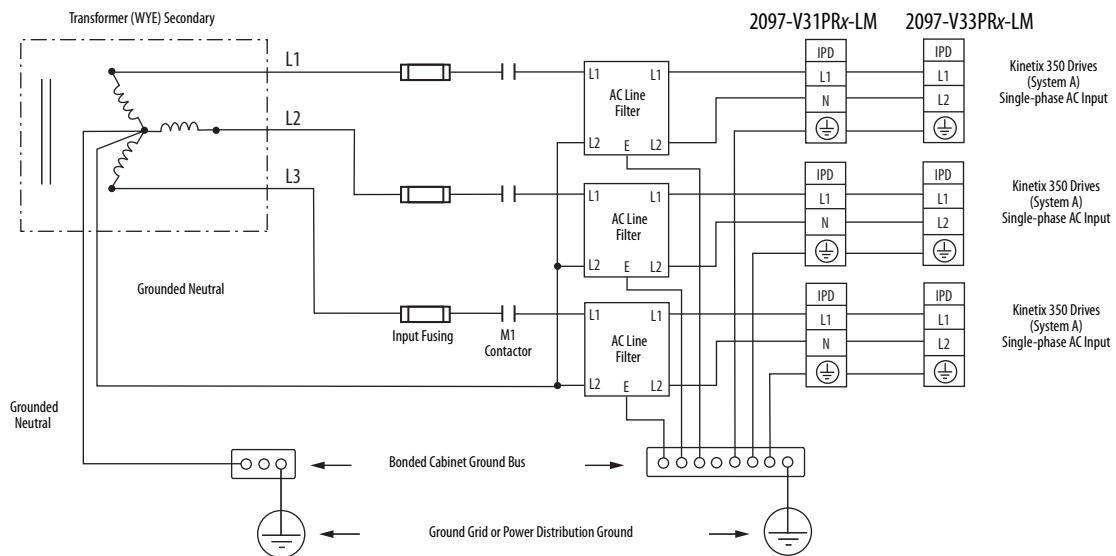 Transformer (WYE) Secondary
2097-V31PRx-LM
2097-V33PRx-LM
L1
L2
L3
Grounded Neutral
Input Fusing
M1
Contactor
L1
L1
AC Line
Filter
L2
E
L2
IPD
L1
N
IPD
L1
L2
Kinetix 350 Drives
(System A)
Single-phase AC Input
L1
L1
AC Line
Filter
L2
E
L2
IPD
L1
N
IPD
L1
L2
Kinetix 350 Drives
(System A)
Single-phase AC Input
L1
L1
AC Line
Filter
L2
E
L2
IPD
L1
N
IPD
L1
L2
Kinetix 350 Drives
(System A)
Single-phase AC Input
Grounded
Neutral
Bonded Cabinet Ground Bus
Ground Grid or Power Distribution Ground